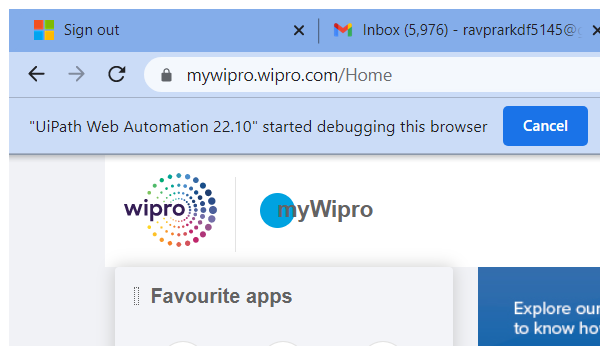 Sign out
Inbox (5,976) - ravprarkdf5145@
mywipro.wipro.com/Home
"UiPath Web Automation 22.10" started debugging this browser
Cancel
wipro
myWipro
Favourite apps
Explore our
to know how